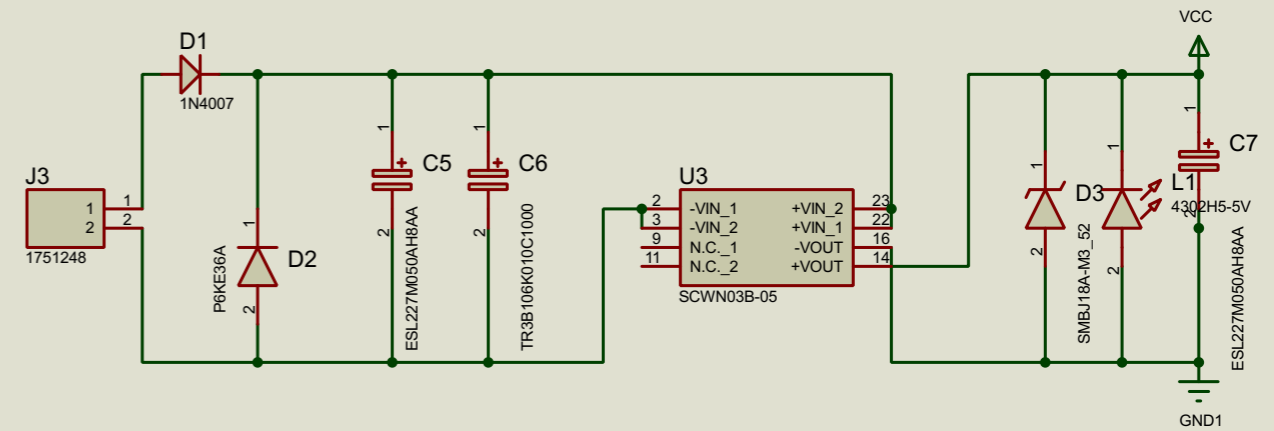 VCC
D1
1N4007
J3
1
2
1
2
1751248
1
D2
P6KE36A
2
1
C5
2
ESL227M050AH8AA
1
C6
2
TR3B106K010C1000
U3
2 -VIN_1 +VIN_2 23
3 -VIN_2 +VIN_1 22
9 N.C._1 -VOUT 16
11 N.C._2 +VOUT 14
SCWN03B-05
1
D3
2
SMBJ18A-M3_52
1
L1
4302H5-5V
2
1
C7
2
ESL227M050AH8AA
GND1